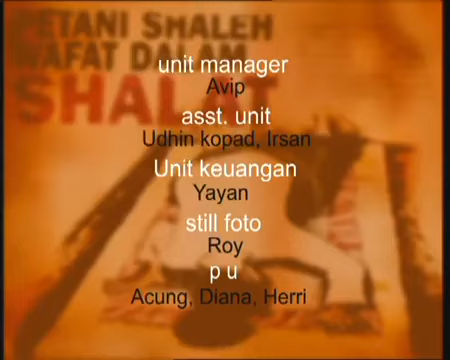 PETANI SHALEH
WAFAT DALAM
SHALAT
unit manager
Avip
asst. unit
Udhin kopad, Irsan
Unit keuangan
Yayan
still foto
Roy
p u
Acung, Diana, Herri